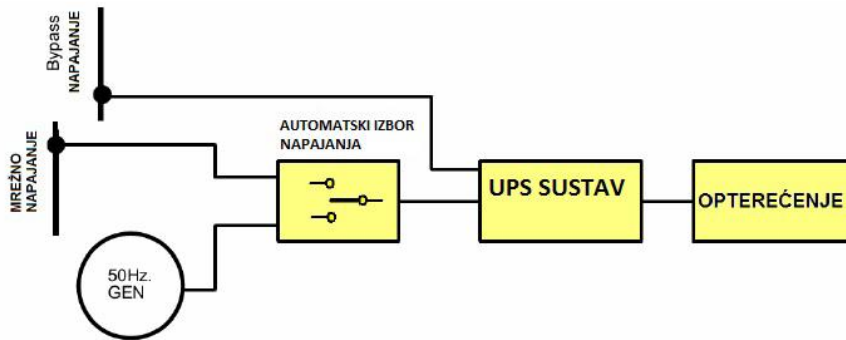 Bypass
NAPAJANJE
MREŽNO
NAPAJANJE
AUTOMATSKI IZBOR
NAPAJANJA
UPS SUSTAV
OPTEREĆENJE
50Hz.
GEN